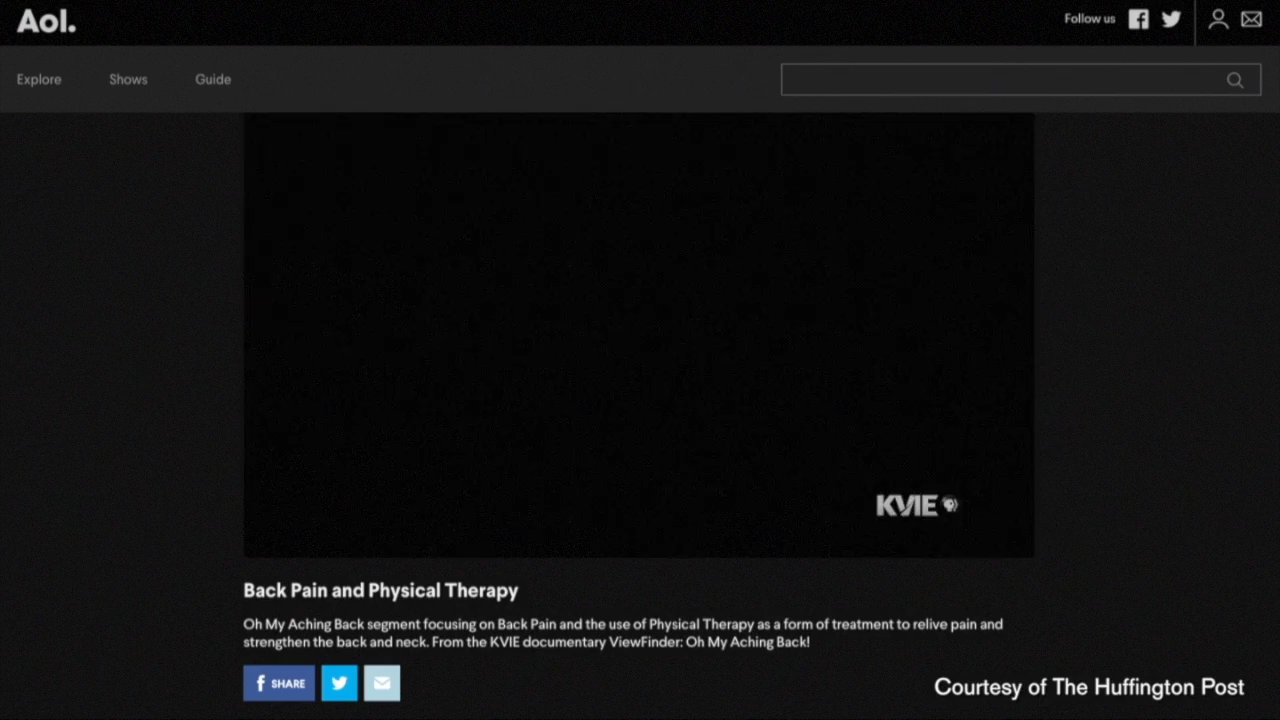 Aol.
Follow us
Explore Shows Guide
KVIE
Back Pain and Physical Therapy
Oh My Aching Back segment focusing on Back Pain and the use of Physical Therapy as a form of treatment to relive pain and
strengthen the back and neck. From the KVIE documentary ViewFinder: Oh My Aching Back!
f SHARE
Courtesy of The Huffington Post